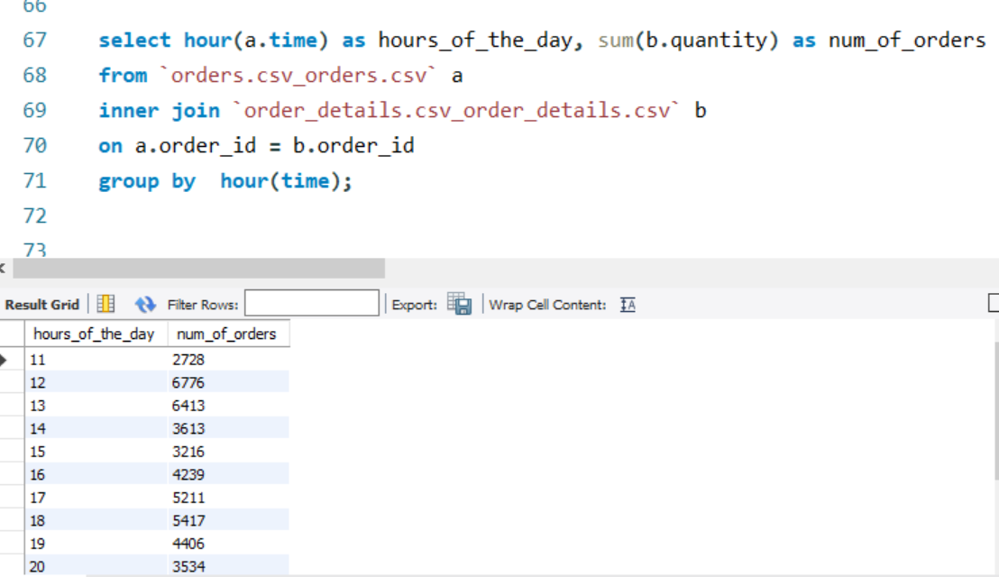 66
67 select hour(a.time) as hours_of_the_day, sum(b.quantity) as num_of_orders
68 from `orders.csv_orders.csv` a
69 inner join `order_details.csv_order_details.csv` b
70 on a.order_id = b.order_id
71 group by  hour(time);
72
73
Result Grid Filter Rows: Export: Wrap Cell Content: IA
hours_of_the_day num_of_orders
11 2728
12 6776
13 6413
14 3613
15 3216
16 4239
17 5211
18 5417
19 4406
20 3534